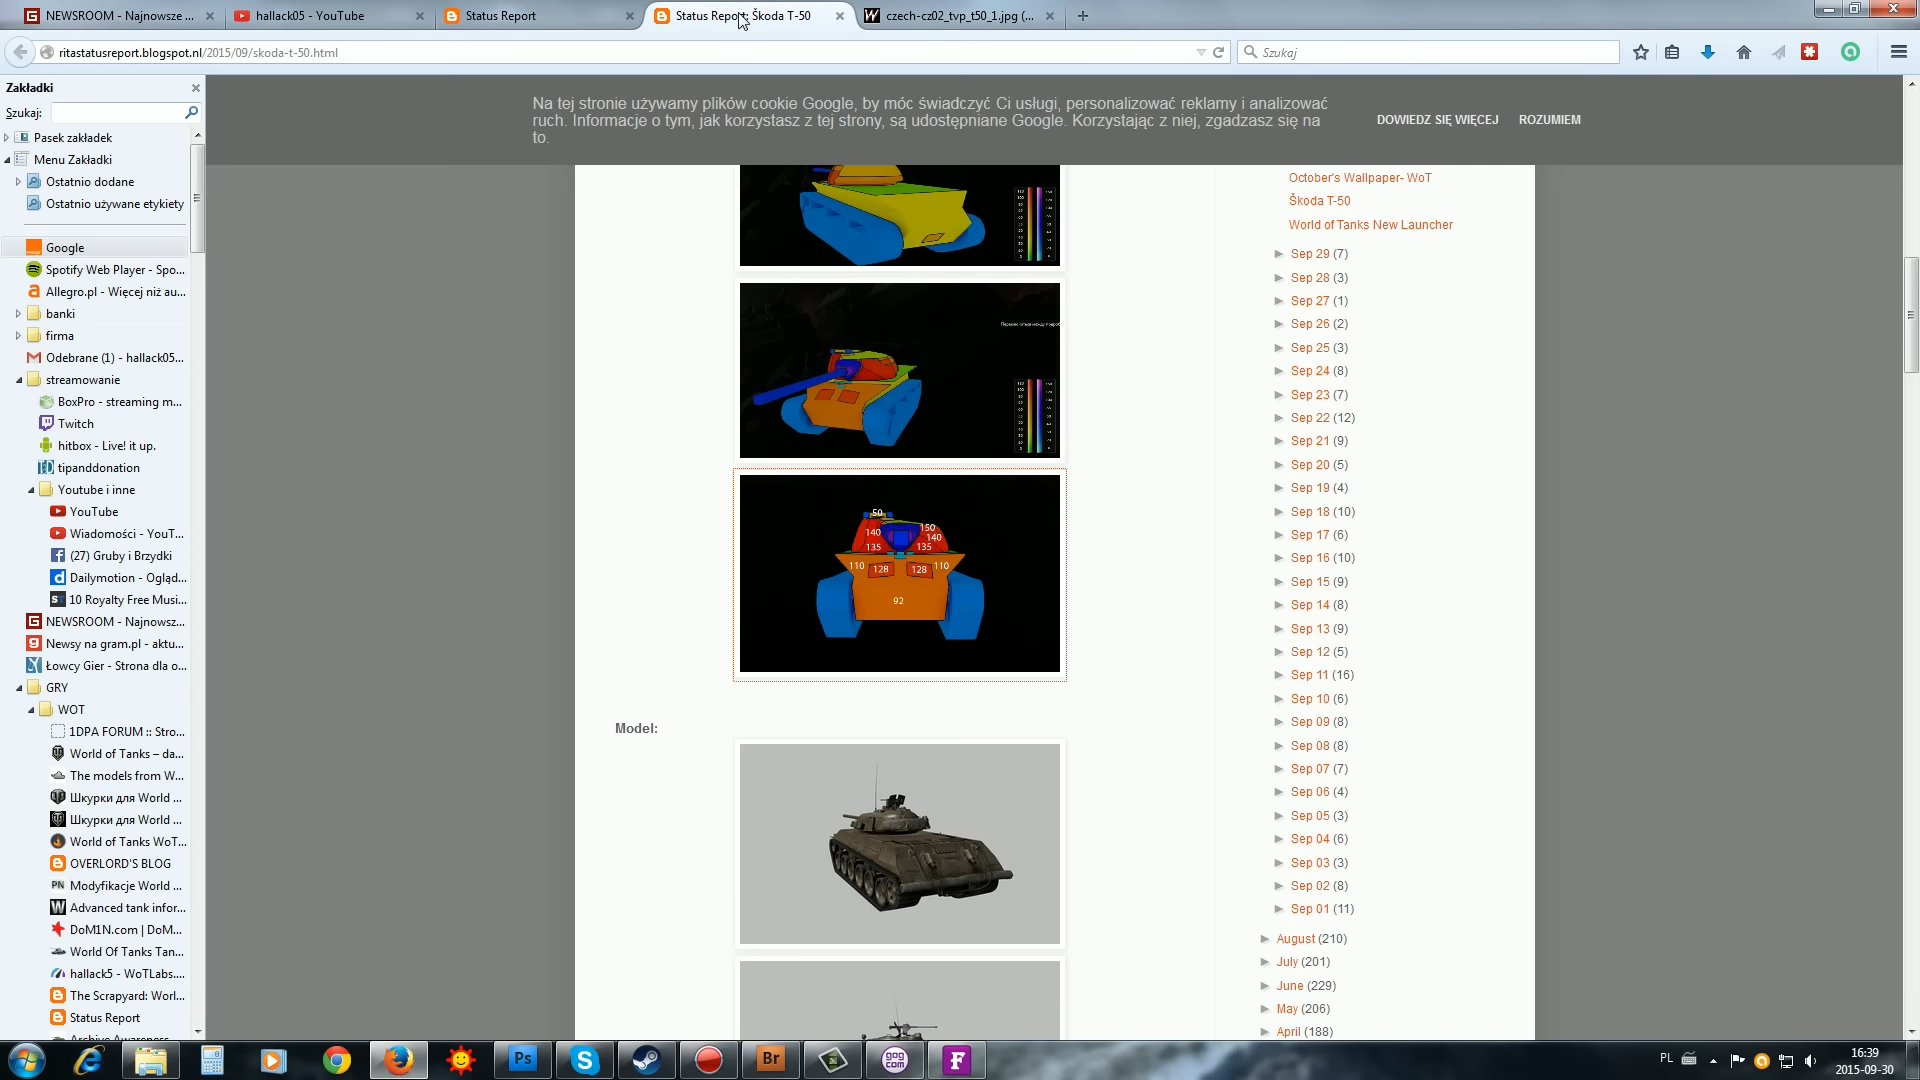 NEWSROOM - Najnowsze ...
hallack05 - YouTube
Status Report
Status Report: Škoda T-50
czech-cz02_tvp_t50_1.jpg (...
ritastatusreport.blogspot.nl/2015/09/skoda-t-50.html
Szukaj
Zakładki
Szukaj:
Pasek zakładek
Menu Zakładki
Ostatnio dodane
Ostatnio używane etykiety
Google
Spotify Web Player - Spo...
Allegro.pl - Więcej niż au...
banki
firma
Odebrane (1) - hallack05...
streamowanie
BoxPro - streaming m...
Twitch
hitbox - Live! it up.
tipanddonation
Youtube i inne
YouTube
Wiadomości - YouT...
(27) Gruby i Brzydki
Dailymotion - Ogląd...
10 Royalty Free Musi...
NEWSROOM - Najnowsz...
Newsy na gram.pl - aktu...
Łowcy Gier - Strona dla o...
GRY
WOT
1DPA FORUM :: Stro...
World of Tanks – da...
The models from W...
Шкурки для World ...
Шкурки для World ...
World of Tanks WoT...
OVERLORD'S BLOG
Modyfikacje World ...
Advanced tank infor...
DoM1N.com | DoM...
World Of Tanks Tan...
hallack5 - WoTLabs....
The Scrapyard: Worl...
Status Report
Na tej stronie używamy plików cookie Google, by móc świadczyć Ci usługi, personalizować reklamy i analizować
ruch. Informacje o tym, jak korzystasz z tej strony, są udostępniane Google. Korzystając z niej, zgadzasz się na
to.
DOWIEDZ SIĘ WIĘCEJ
ROZUMIEM
50
140
150
140
135
135
110
128
128
110
92
Model:
October's Wallpaper- WoT
Škoda T-50
World of Tanks New Launcher
Sep 29 (7)
Sep 28 (3)
Sep 27 (1)
Sep 26 (2)
Sep 25 (3)
Sep 24 (8)
Sep 23 (7)
Sep 22 (12)
Sep 21 (9)
Sep 20 (5)
Sep 19 (4)
Sep 18 (10)
Sep 17 (6)
Sep 16 (10)
Sep 15 (9)
Sep 14 (8)
Sep 13 (9)
Sep 12 (5)
Sep 11 (16)
Sep 10 (6)
Sep 09 (8)
Sep 08 (8)
Sep 07 (7)
Sep 06 (4)
Sep 05 (3)
Sep 04 (6)
Sep 03 (3)
Sep 02 (8)
Sep 01 (11)
August (210)
July (201)
June (229)
May (206)
April (188)
Ps
Br
gog
com
PL
16:39
2015-09-30